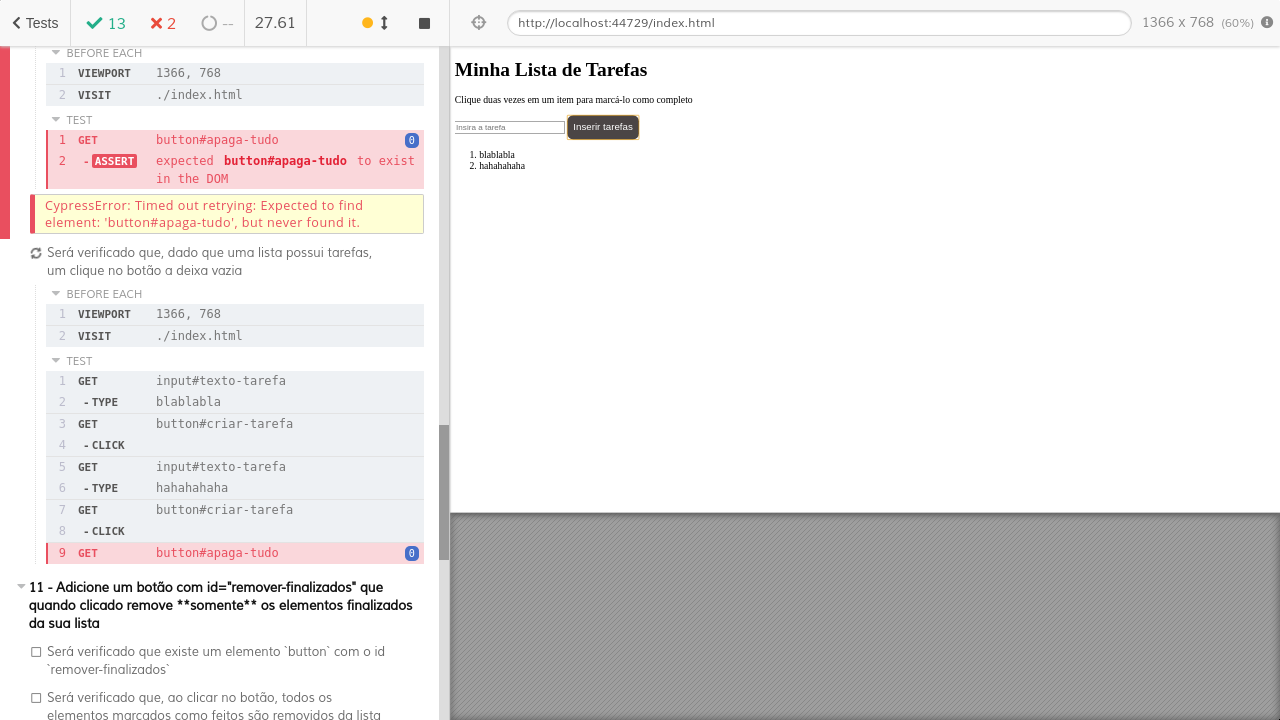 Tests
13
2
--
27.61
http://localhost:44729/index.html
1366 x 768 (60%)
BEFORE EACH
1 VIEWPORT 1366, 768
2 VISIT ./index.html
TEST
1 GET button#apaga-tudo 0
2 - ASSERT expected button#apaga-tudo to exist
in the DOM
CypressError: Timed out retrying: Expected to find
element: 'button#apaga-tudo', but never found it.
Será verificado que, dado que uma lista possui tarefas,
um clique no botão a deixa vazia
BEFORE EACH
1 VIEWPORT 1366, 768
2 VISIT ./index.html
TEST
1 GET input#texto-tarefa
2 - TYPE blablabla
3 GET button#criar-tarefa
4 - CLICK
5 GET input#texto-tarefa
6 - TYPE hahahahaha
7 GET button#criar-tarefa
8 - CLICK
9 GET button#apaga-tudo 0
11 - Adicione um botão com id="remover-finalizados" que
quando clicado remove **somente** os elementos finalizados
da sua lista
Será verificado que existe um elemento `button` com o id
`remover-finalizados`
Será verificado que, ao clicar no botão, todos os
elementos marcados como feitos são removidos da lista
Minha Lista de Tarefas
Clique duas vezes em um item para marcá-lo como completo
Insira a tarefa
Inserir tarefas
1. blablabla
2. hahahahaha